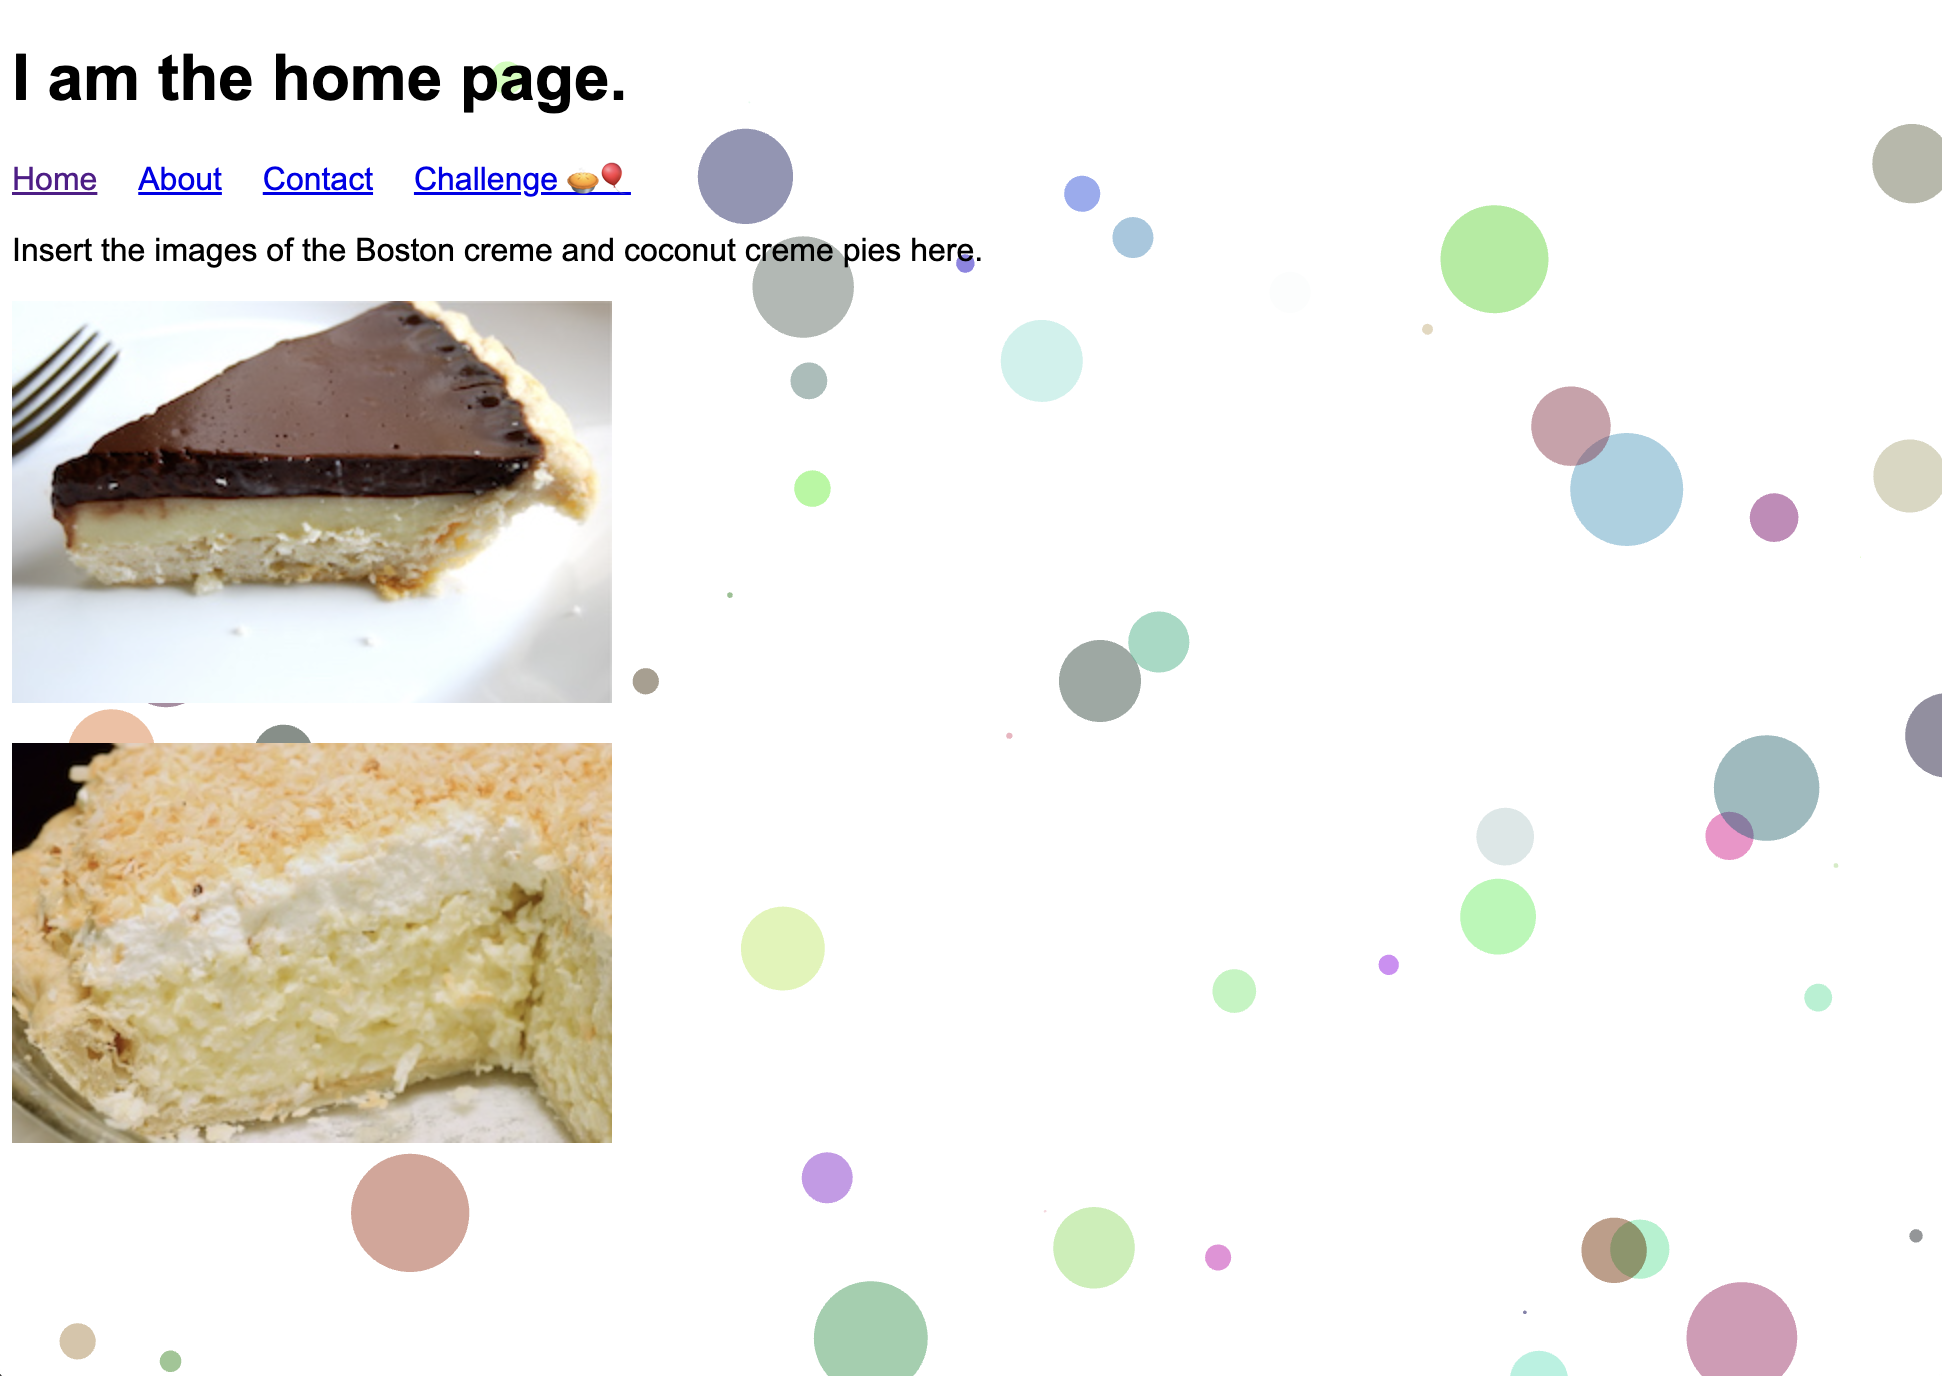 I am the home page.
Home About Contact Challenge 🥧🎈
Insert the images of the Boston creme and coconut creme pies here.